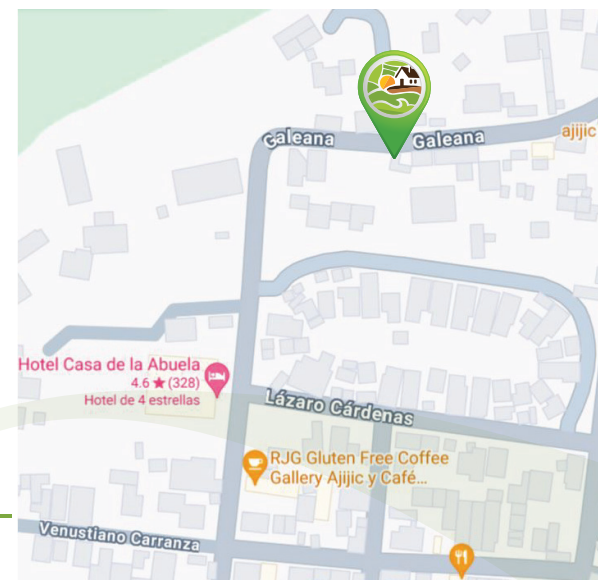 Galeana
Galeana
ajijic
Hotel Casa de la Abuela
4.6 ★ (328)
Hotel de 4 estrellas
Lázaro Cárdenas
RJG Gluten Free Coffee
Gallery Ajijic y Café...
Venustiano Carranza